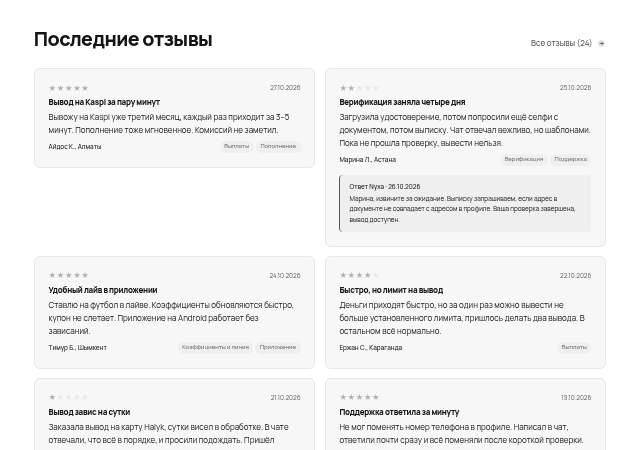 Последние отзывы
Все отзывы (24)
27.10.2026
Вывод на Kaspi за пару минут
Вывожу на Kaspi уже третий месяц, каждый раз приходит за 3–5
минут. Пополнение тоже мгновенное. Комиссий не заметил.
Айдос К., Алматы
Выплаты
Пополнение
25.10.2026
Верификация заняла четыре дня
Загрузила удостоверение, потом попросили ещё селфи с
документом, потом выписку. Чат отвечал вежливо, но шаблонами.
Пока не прошла проверку, вывести нельзя.
Марина Л., Астана
Верификация
Поддержка
Ответ Nyxa · 26.10.2026
Марина, извините за ожидание. Выписку запрашиваем, если адрес в
документе не совпадает с адресом в профиле. Ваша проверка завершена,
вывод доступен.
24.10.2026
Удобный лайв в приложении
Ставлю на футбол в лайве. Коэффициенты обновляются быстро,
купон не слетает. Приложение на Android работает без
зависаний.
Тимур Б., Шымкент
Коэффициенты и линия
Приложение
22.10.2026
Быстро, но лимит на вывод
Деньги приходят быстро, но за один раз можно вывести не
больше установленного лимита, пришлось делать два вывода. В
остальном всё нормально.
Ержан С., Караганда
Выплаты
21.10.2026
Вывод завис на сутки
Заказала вывод на карту Halyk, сутки висел в обработке. В чате
отвечали, что всё в порядке, и просили подождать. Пришёл
19.10.2026
Поддержка ответила за минуту
Не мог поменять номер телефона в профиле. Написал в чат,
ответили почти сразу и всё поменяли после короткой проверки.